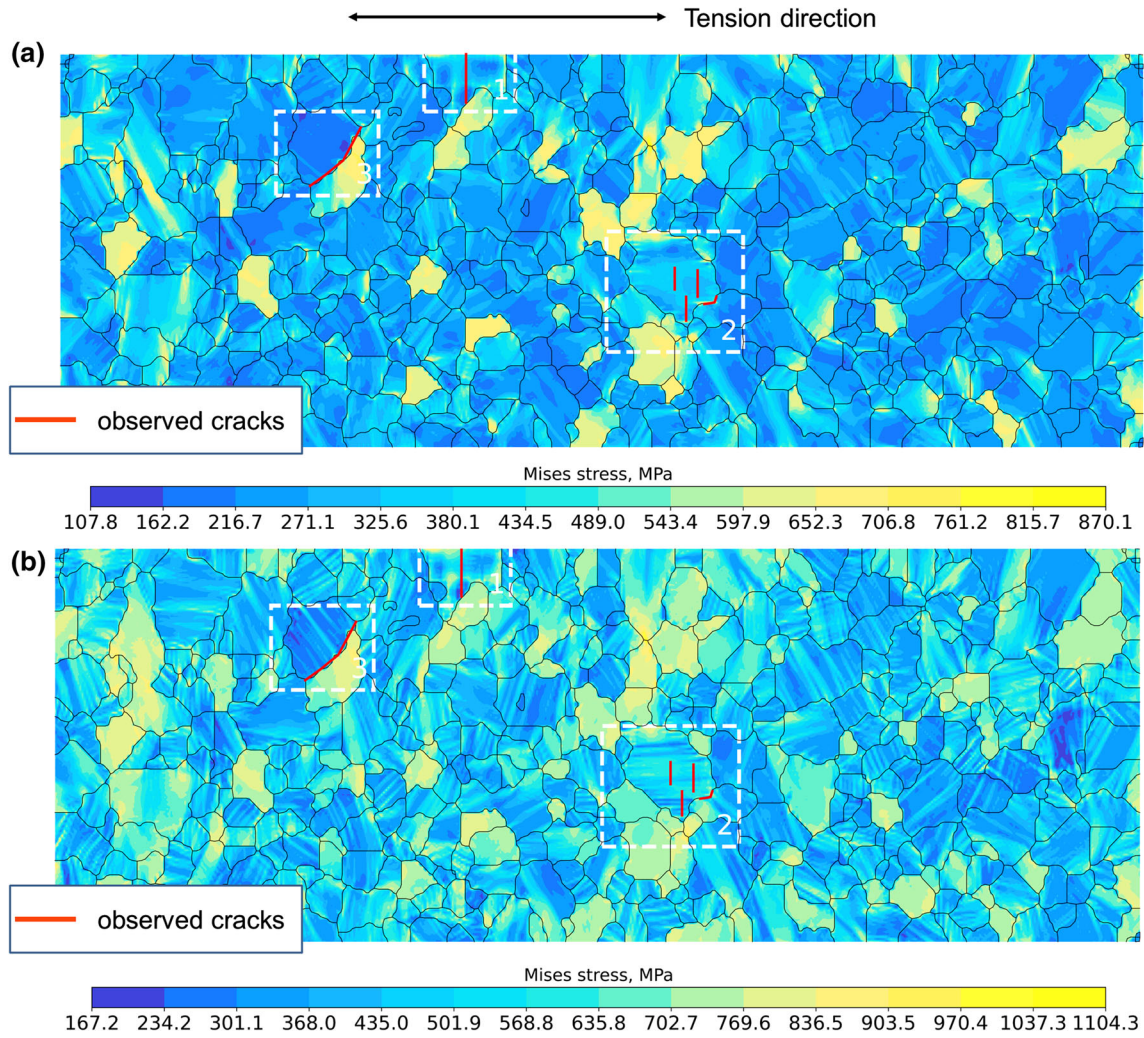 Tension direction
(a)
1
3
2
observed cracks
Mises stress, MPa
107.8 162.2 216.7 271.1 325.6 380.1 434.5 489.0 543.4 597.9 652.3 706.8 761.2 815.7 870.1
(b)
1
3
2
observed cracks
Mises stress, MPa
167.2 234.2 301.1 368.0 435.0 501.9 568.8 635.8 702.7 769.6 836.5 903.5 970.4 1037.3 1104.3